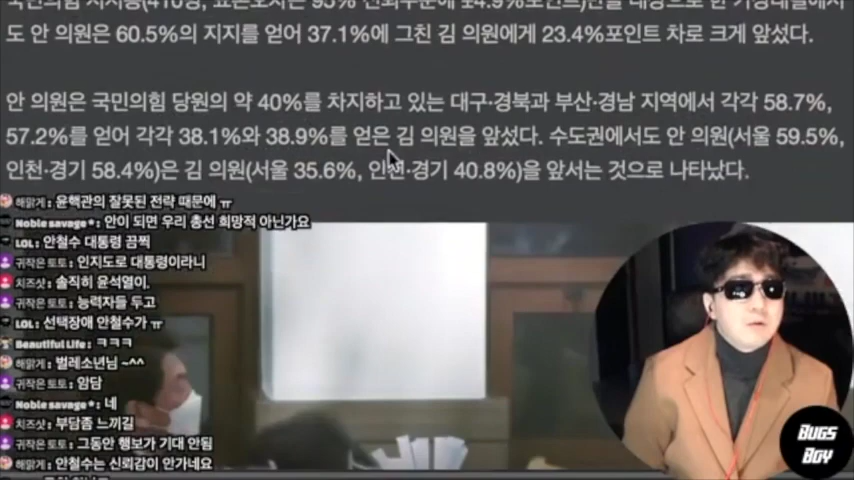 도 안 의원은 60.5%의 지지를 얻어 37.1%에 그친 김 의원에게 23.4%포인트 차로 크게 앞섰다.
안 의원은 국민의힘 당원의 약 40%를 차지하고 있는 대구·경북과 부산·경남 지역에서 각각 58.7%,
57.2%를 얻어 각각 38.1%와 38.9%를 얻은 김 의원을 앞섰다. 수도권에서도 안 의원(서울 59.5%,
인천·경기 58.4%)은 김 의원(서울 35.6%, 인천·경기 40.8%)을 앞서는 것으로 나타났다.
해맑게 : 윤핵관의 잘못된 전략 때문에 ㅠ
Noble savage* : 안이 되면 우리 총선 희망적 아닌가요
LOL : 안철수 대통령 끔찍
귀작은 토토 : 인지도로 대통령이라니
치즈샷 : 솔직히 윤석열이.
귀작은 토토 : 능력자들 두고
LOL : 선택장애 안철수가 ㅠ
Beautiful Life : ㅋㅋㅋ
해맑게 : 벌레소년님 ~^^
귀작은 토토 : 암담
Noble savage* : 네
치즈샷 : 부담좀 느끼길
귀작은 토토 : 그동안 행보가 기대 안됨
해맑게 : 안철수는 신뢰감이 안가네요
BUGS
BOY